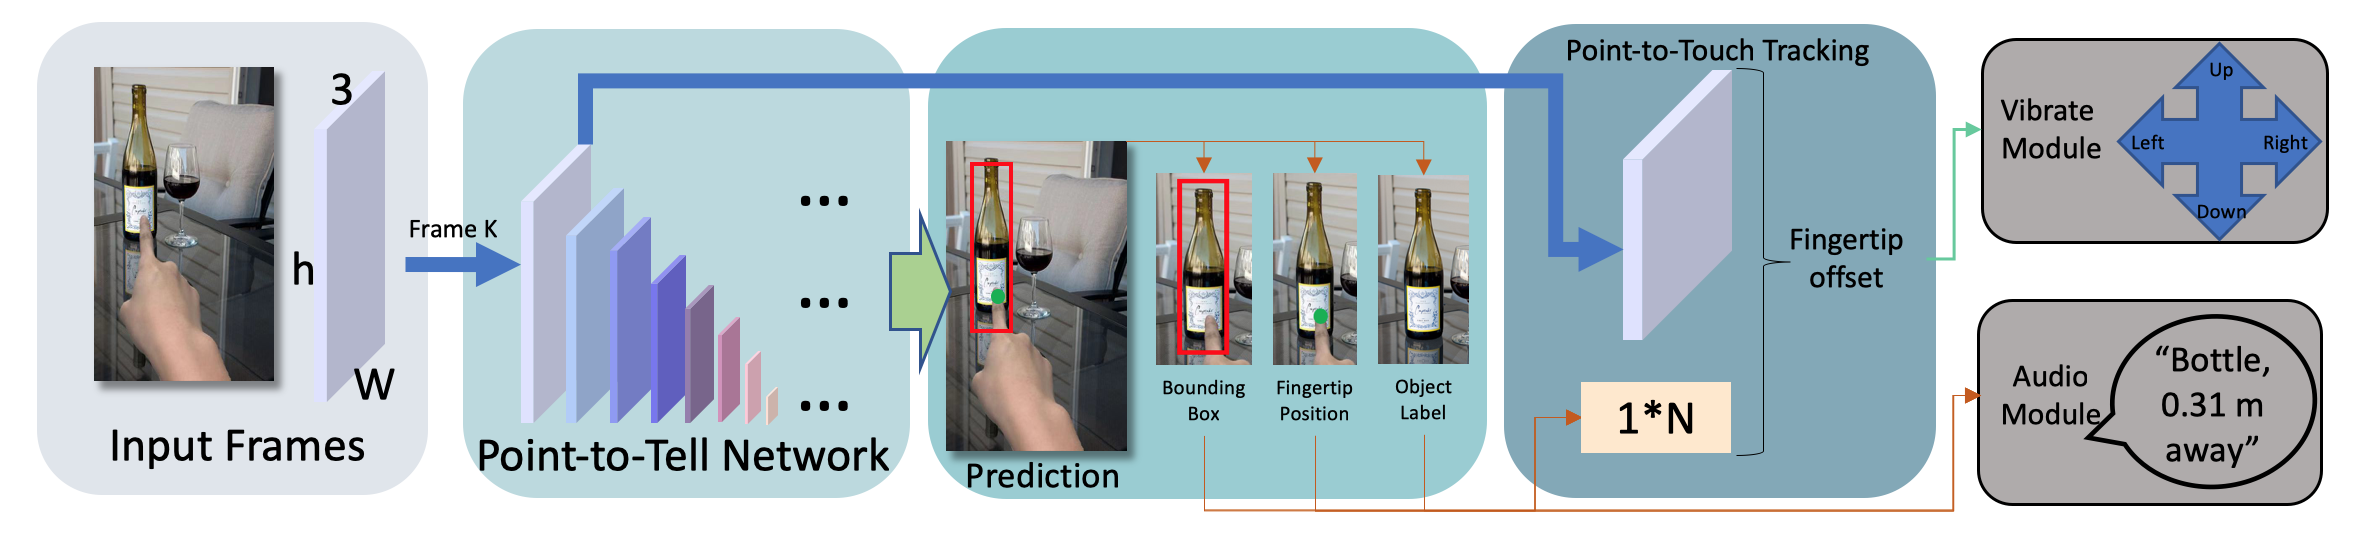 3
h
W
Input Frames
Frame K
...
...
...
Point-to-Tell Network
Prediction
Bounding
Box
Fingertip
Position
Object
Label
Point-to-Touch Tracking
1*N
Fingertip
offset
Vibrate
Module
Up
Left
Right
Down
Audio
Module
“Bottle,
0.31 m
away”